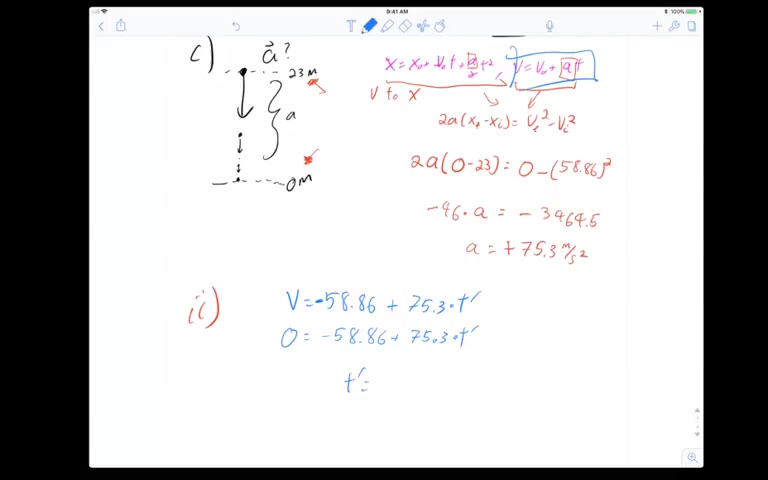 9:41 AM
100%
c) a⃗?
23 M
a
0 M
x = x₀ + v₀t + a/2 t²
V = V₀ + at
V to X
2a(x_f - x_i) = V_f² - V_i²
2a(0-23) = 0 - (58.86)²
-46·a = - 3464.5
a = + 75.3 m/s²
ii)
V = -58.86 + 75.3·t'
0 = -58.86 + 75.3·t'
t' =